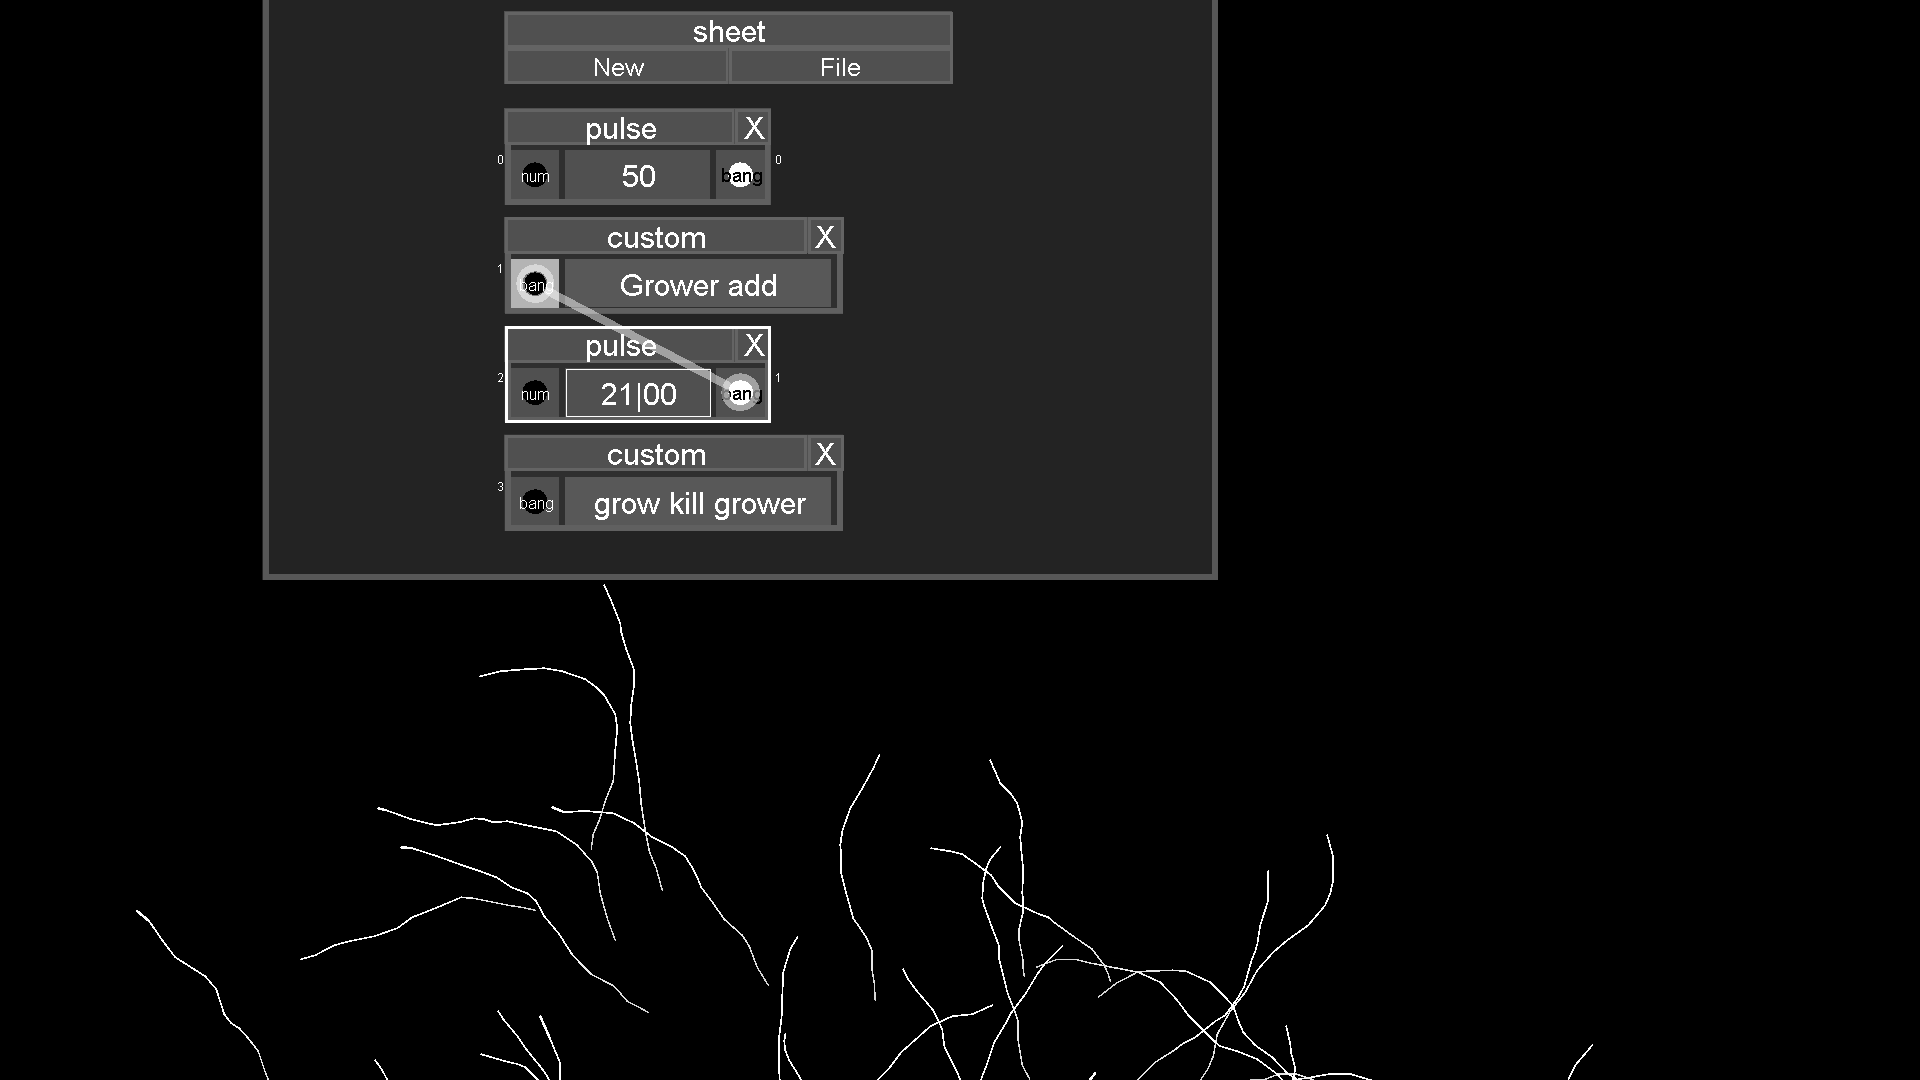 sheet
New File
pulse X
0 num 50 bang 0
custom X
1 bang Grower add
pulse X
2 num 21|00 bang 1
custom X
3 bang grow kill grower